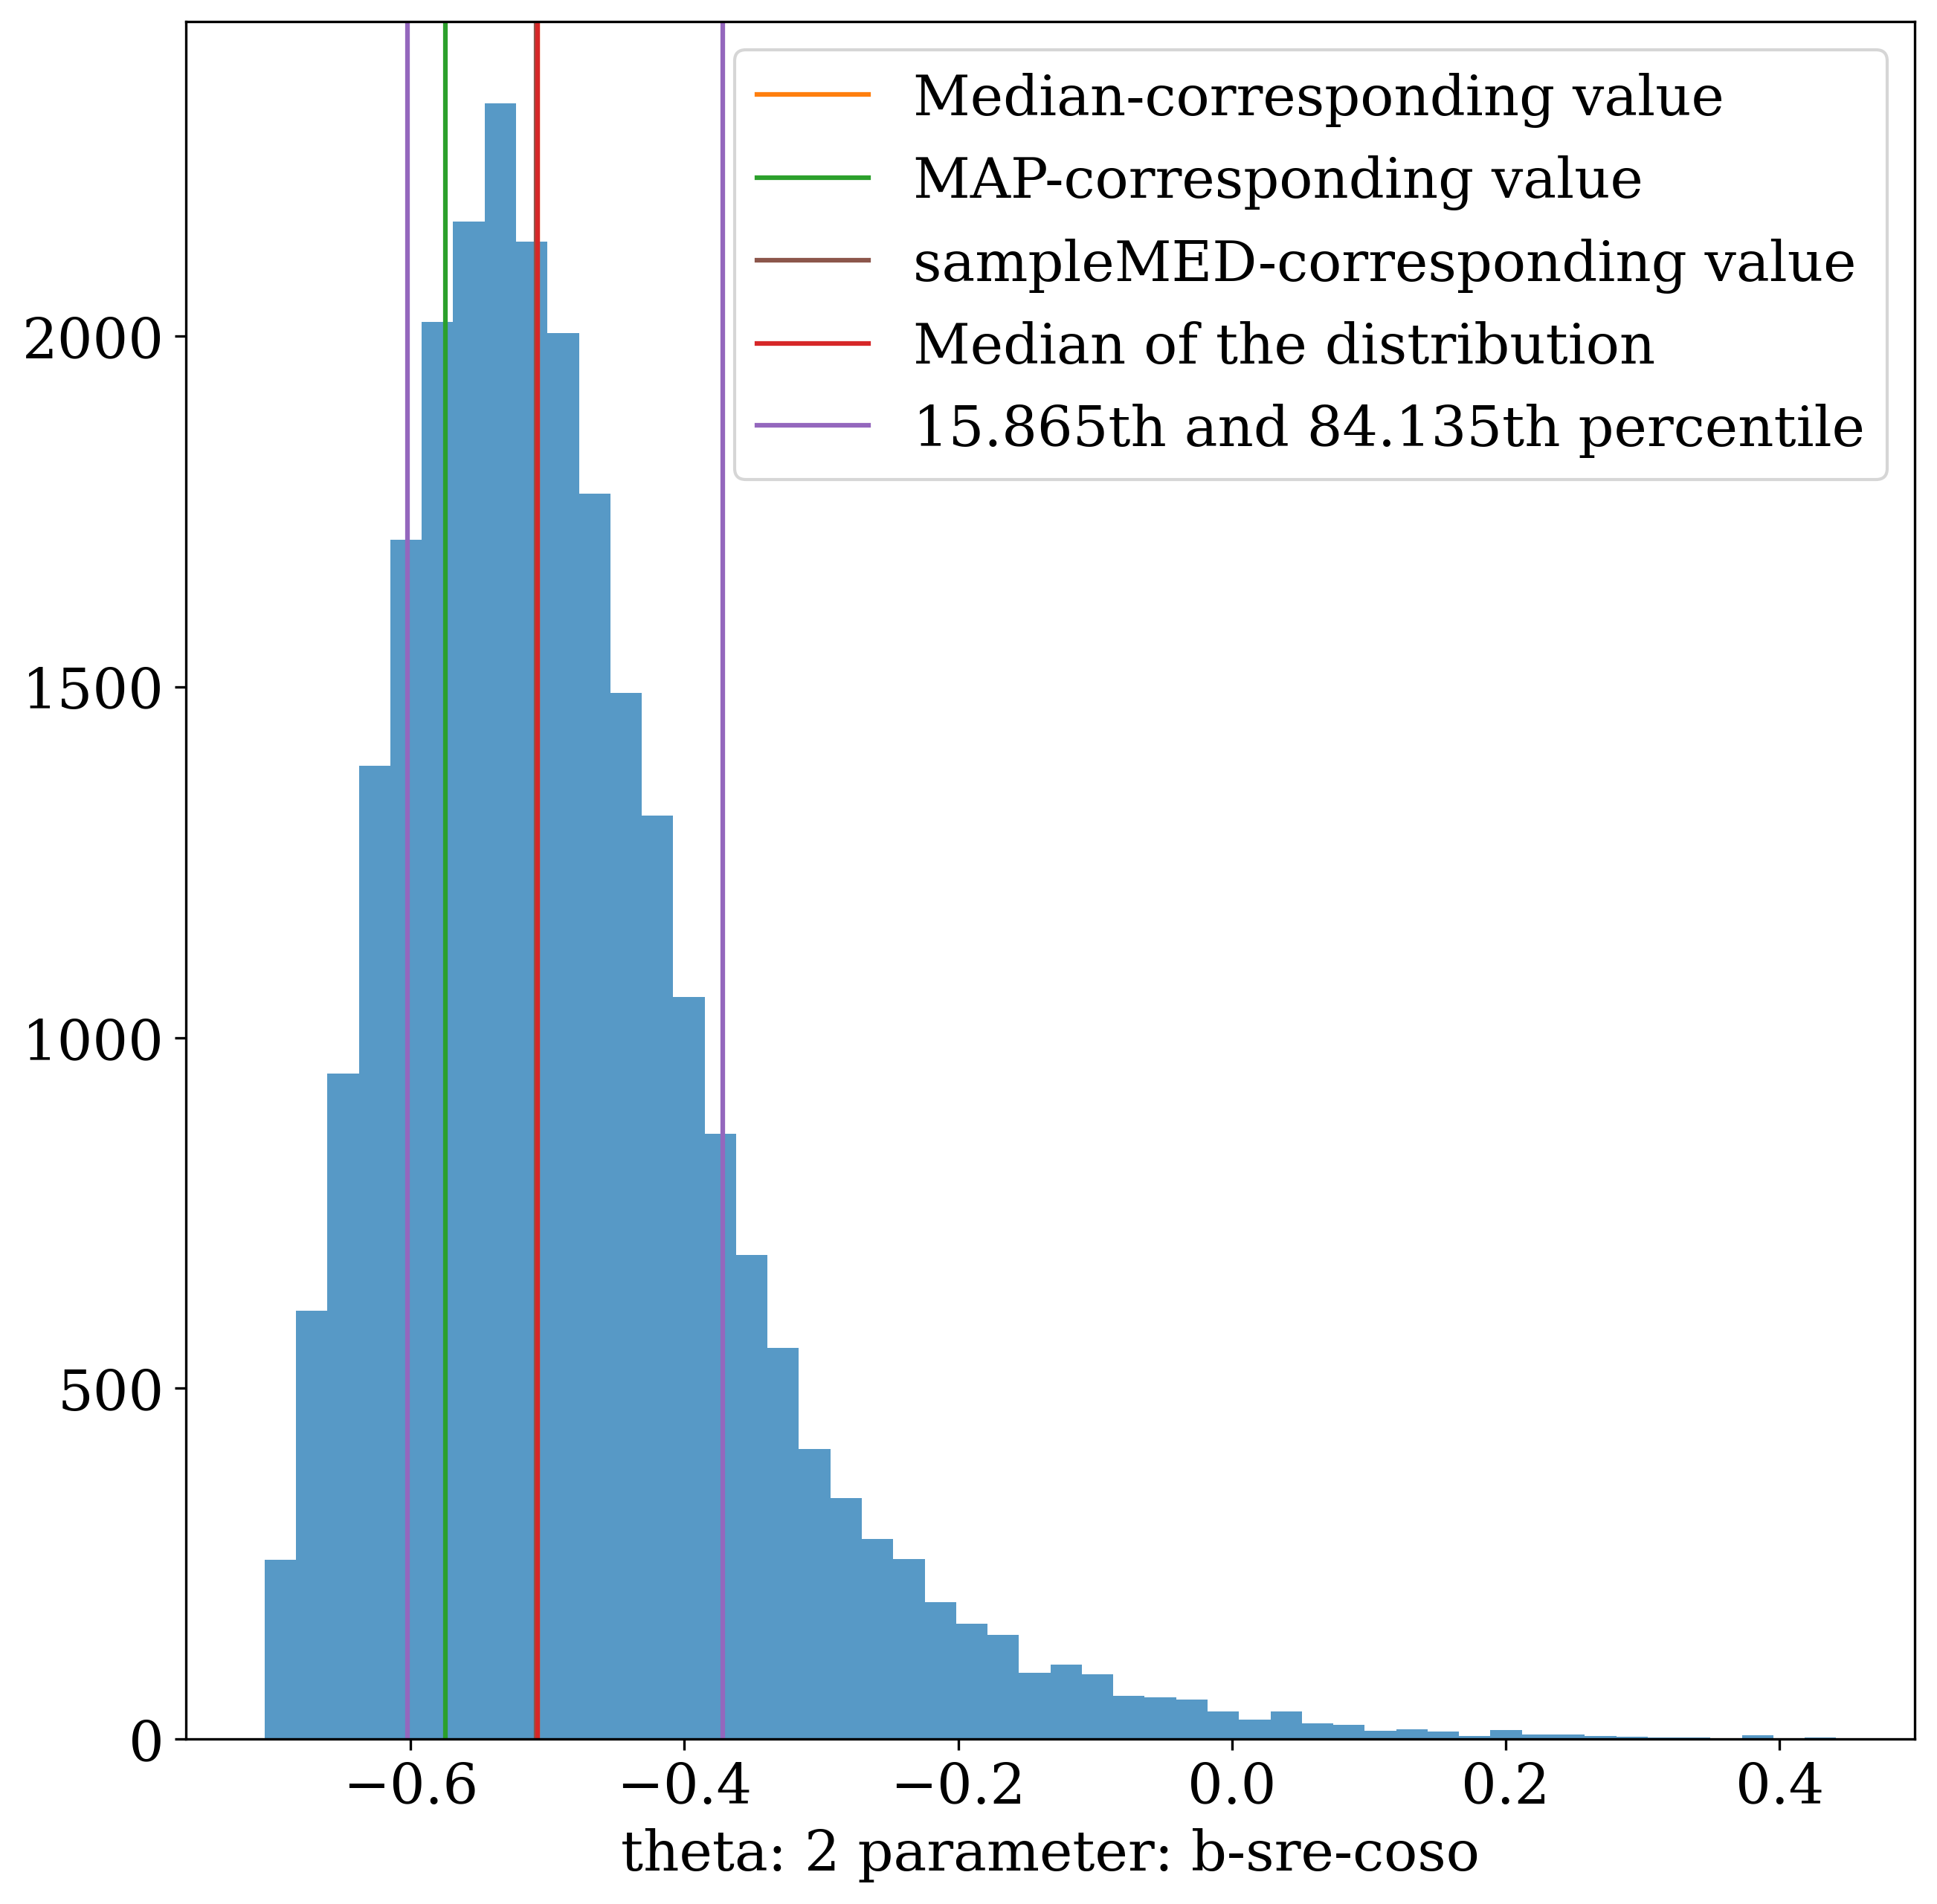 Median-corresponding value
MAP-corresponding value
sampleMED-corresponding value
Median of the distribution
15.865th and 84.135th percentile
2000
1500
1000
500
0
−0.6 −0.4 −0.2 0.0 0.2 0.4
theta: 2 parameter: b-sre-coso